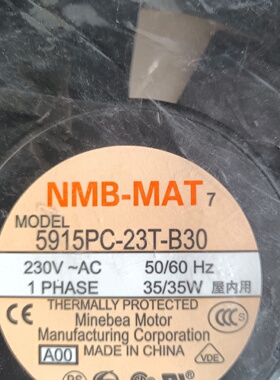 NMB-MAT 7
MODEL
5915PC-23T-B30
230V ~AC 50/60 Hz
1 PHASE 35/35W 屋内用
THERMALLY PROTECTED
Minebea Motor
Manufacturing Corporation
A00 MADE IN CHINA
VDE